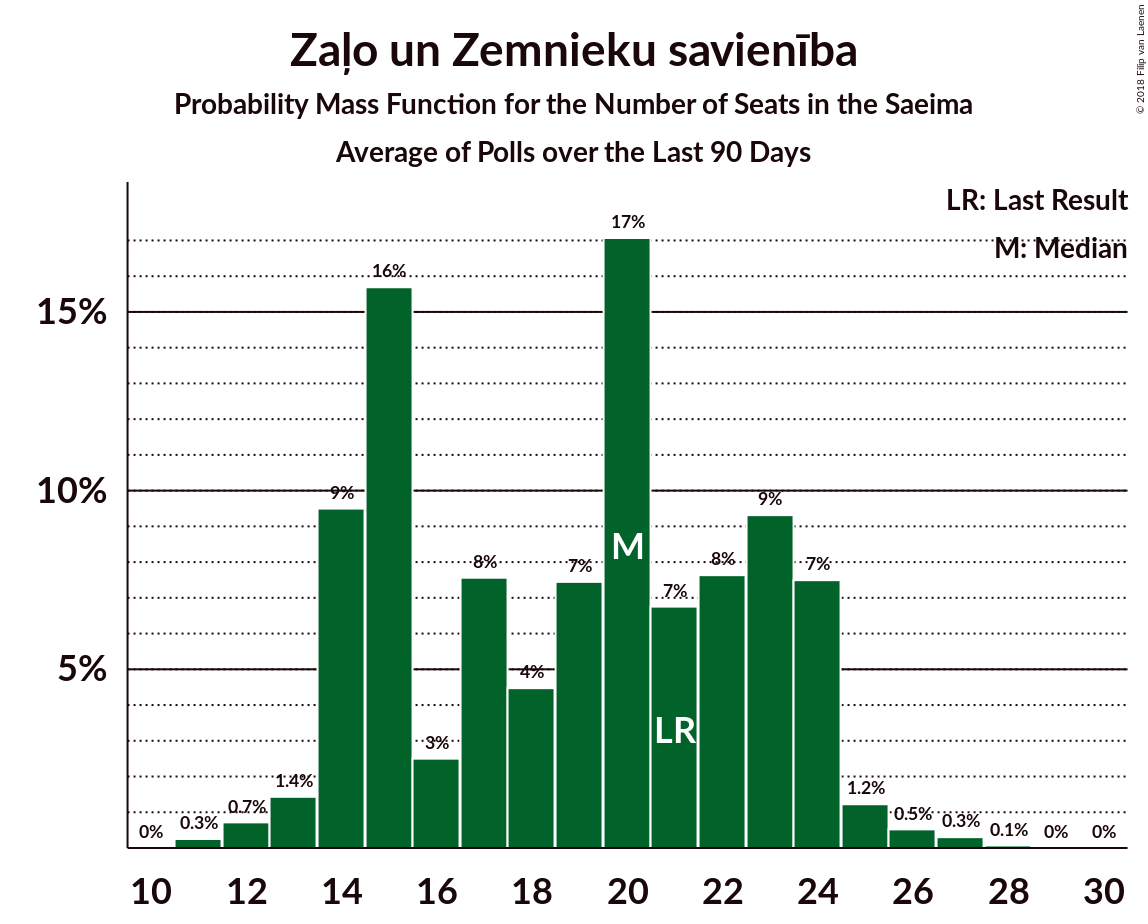 Zaļo un Zemnieku savienība
Probability Mass Function for the Number of Seats in the Saeima
Average of Polls over the Last 90 Days
© 2018 Filip van Laenen
LR: Last Result
M: Median
15%
10%
5%
0%
0.3%
0.7%
1.4%
9%
16%
3%
8%
4%
7%
17%
7%
8%
9%
7%
1.2%
0.5%
0.3%
0.1%
0%
0%
M
LR
10 12 14 16 18 20 22 24 26 28 30